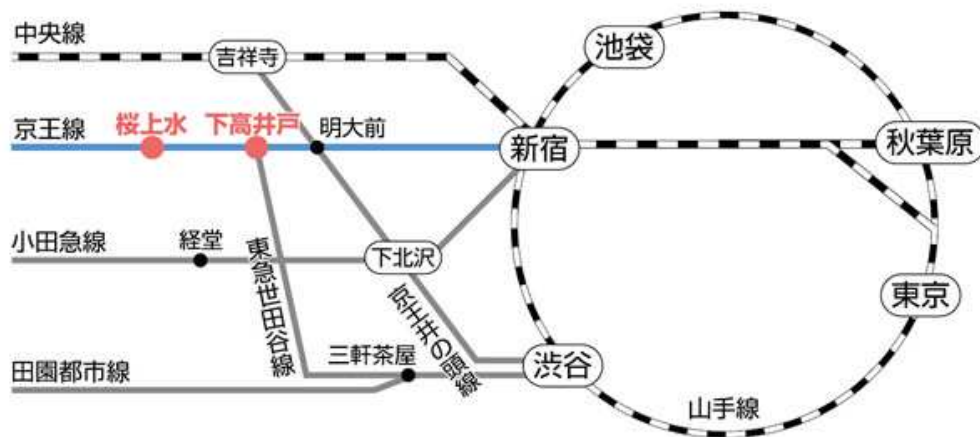 中央線
吉祥寺
池袋
京王線
桜上水
下高井戸
明大前
新宿
秋葉原
小田急線
経堂
東急世田谷線
下北沢
京王井の頭線
東京
田園都市線
三軒茶屋
渋谷
山手線